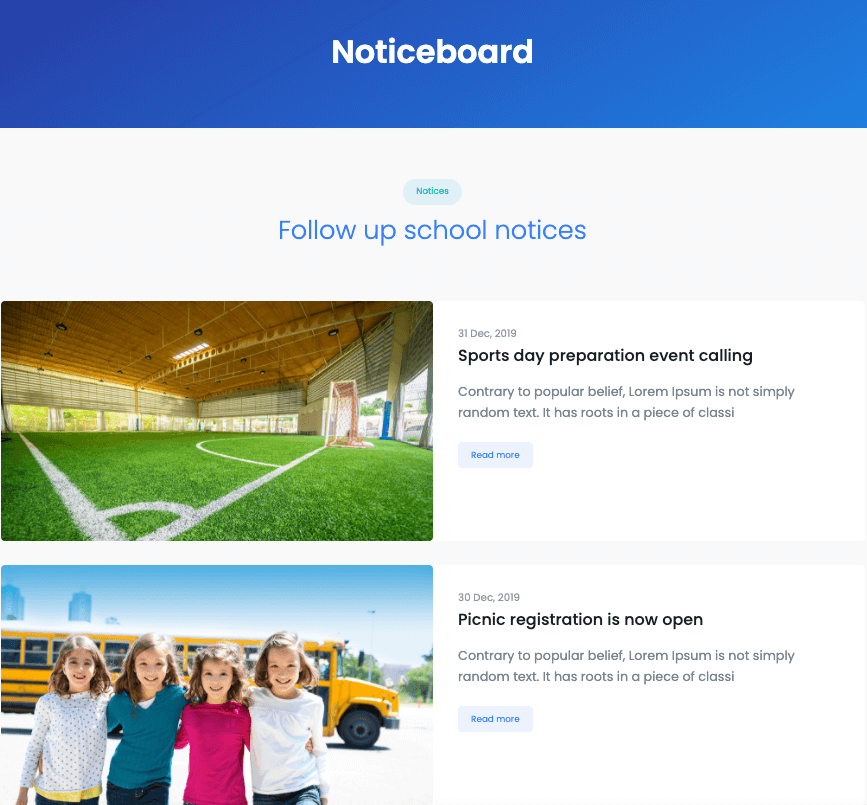 Noticeboard
Notices
Follow up school notices
31 Dec, 2019
Sports day preparation event calling
Contrary to popular belief, Lorem Ipsum is not simply
random text. It has roots in a piece of classi
Read more
30 Dec, 2019
Picnic registration is now open
Contrary to popular belief, Lorem Ipsum is not simply
random text. It has roots in a piece of classi
Read more